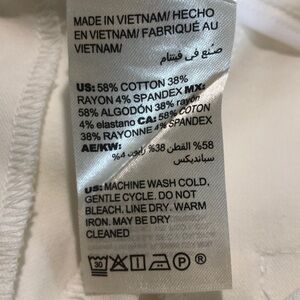 MADE IN VIETNAM/ HECHO
EN VIETNAM/ FABRIQUÉ AU
VIETNAM/
صنع في فيتنام
US: 58% COTTON 38%
RAYON 4% SPANDEX MX:
58% ALGODÓN 38% rayón
4% elastano CA: 58% COTON
38% RAYONNE 4% SPANDEX
AE/KW:
58% القطن 38% رايون 4%
سبانديكس
US: MACHINE WASH COLD,
GENTLE CYCLE. DO NOT
BLEACH. LINE DRY. WARM
IRON. MAY BE DRY
CLEANED
30 P ®